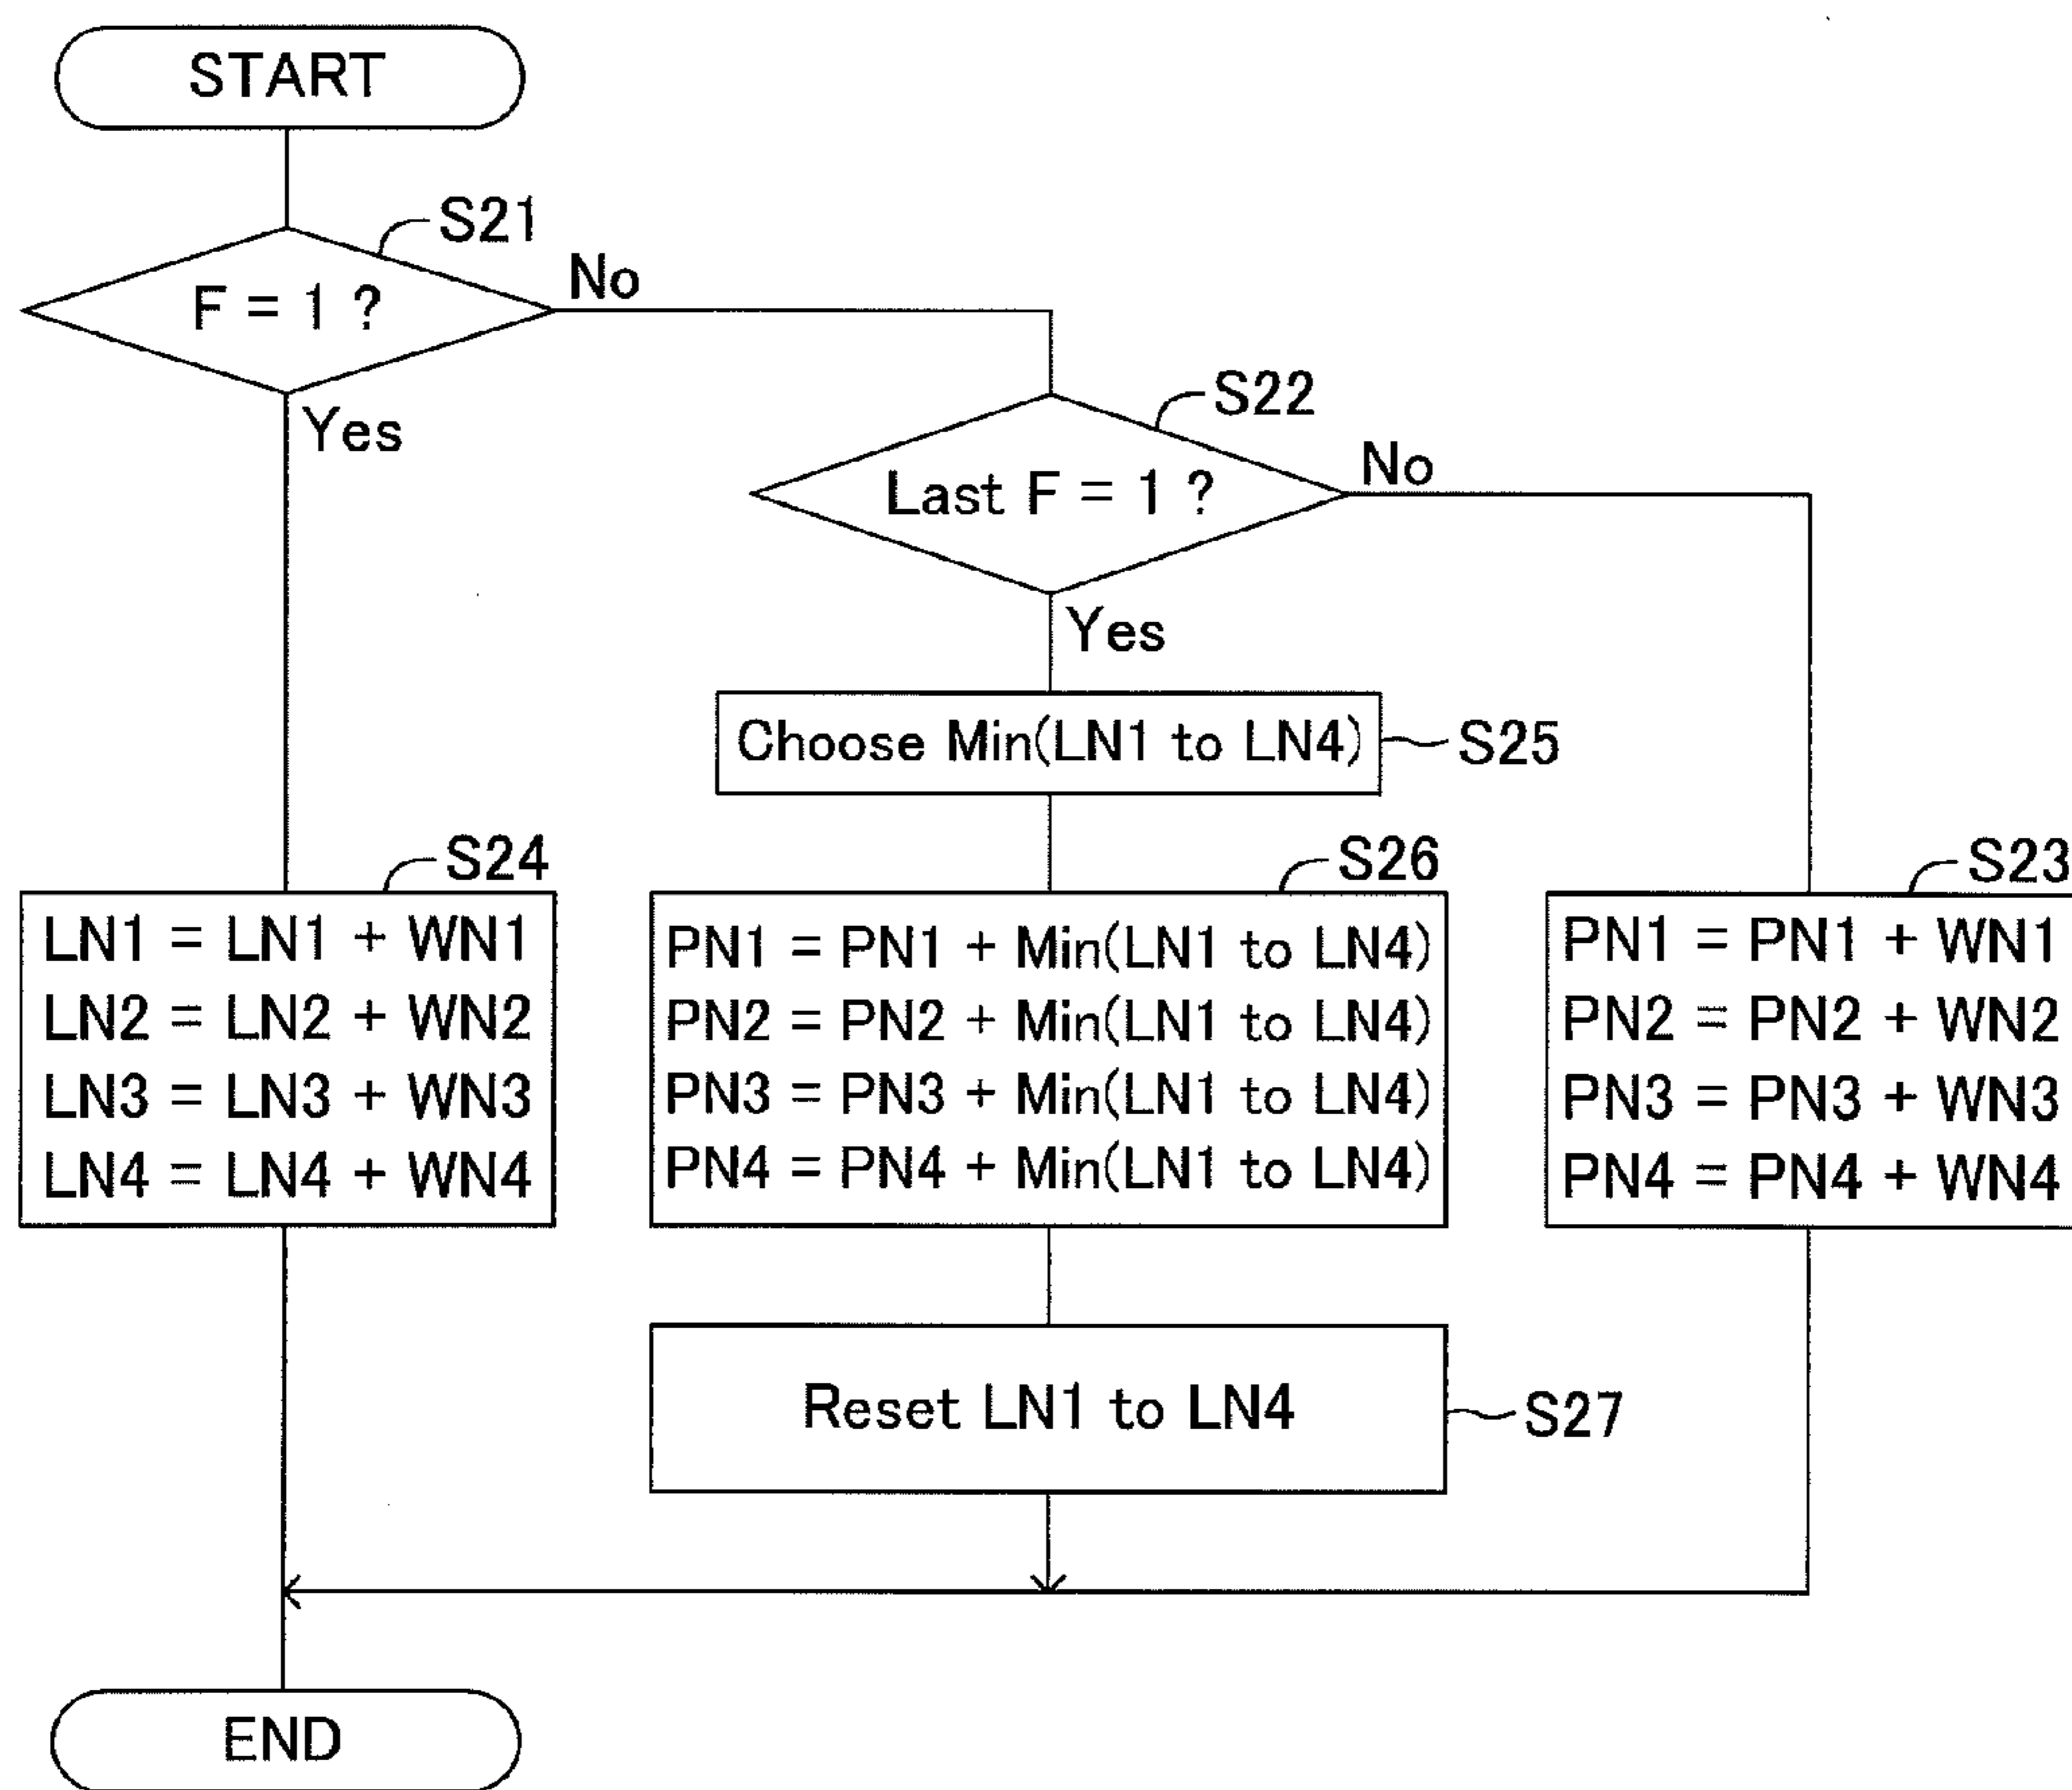 START
S21
F = 1 ?
No
Yes
S22
Last F = 1 ?
No
Yes
Choose Min(LN1 to LN4)
S25
S24
LN1 = LN1 + WN1
LN2 = LN2 + WN2
LN3 = LN3 + WN3
LN4 = LN4 + WN4
S26
PN1 = PN1 + Min(LN1 to LN4)
PN2 = PN2 + Min(LN1 to LN4)
PN3 = PN3 + Min(LN1 to LN4)
PN4 = PN4 + Min(LN1 to LN4)
S23
PN1 = PN1 + WN1
PN2 = PN2 + WN2
PN3 = PN3 + WN3
PN4 = PN4 + WN4
Reset LN1 to LN4
S27
END